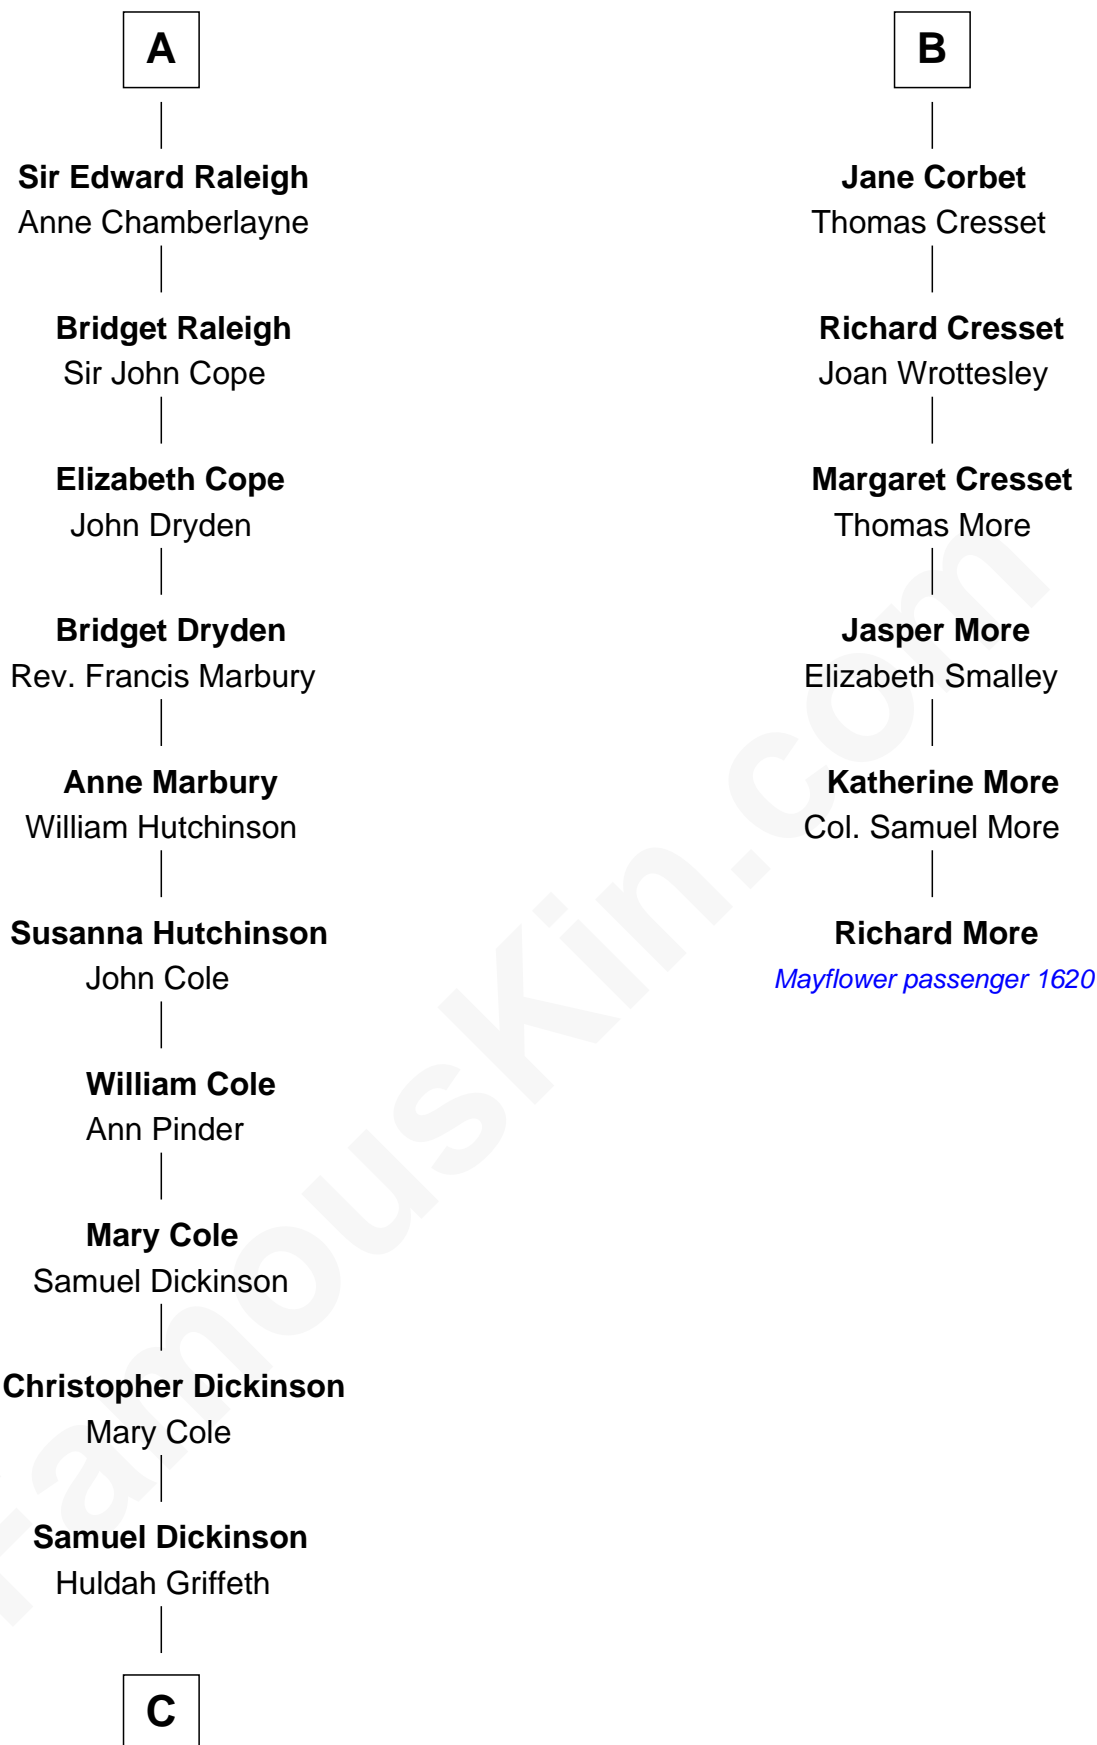 A
Sir Edward Raleigh
Anne Chamberlayne
Bridget Raleigh
Sir John Cope
Elizabeth Cope
John Dryden
Bridget Dryden
Rev. Francis Marbury
Anne Marbury
William Hutchinson
Susanna Hutchinson
John Cole
William Cole
Ann Pinder
Mary Cole
Samuel Dickinson
Christopher Dickinson
Mary Cole
Samuel Dickinson
Huldah Griffeth
C
B
Jane Corbet
Thomas Cresset
Richard Cresset
Joan Wrottesley
Margaret Cresset
Thomas More
Jasper More
Elizabeth Smalley
Katherine More
Col. Samuel More
Richard More
Mayflower passenger 1620
FamousKin.com